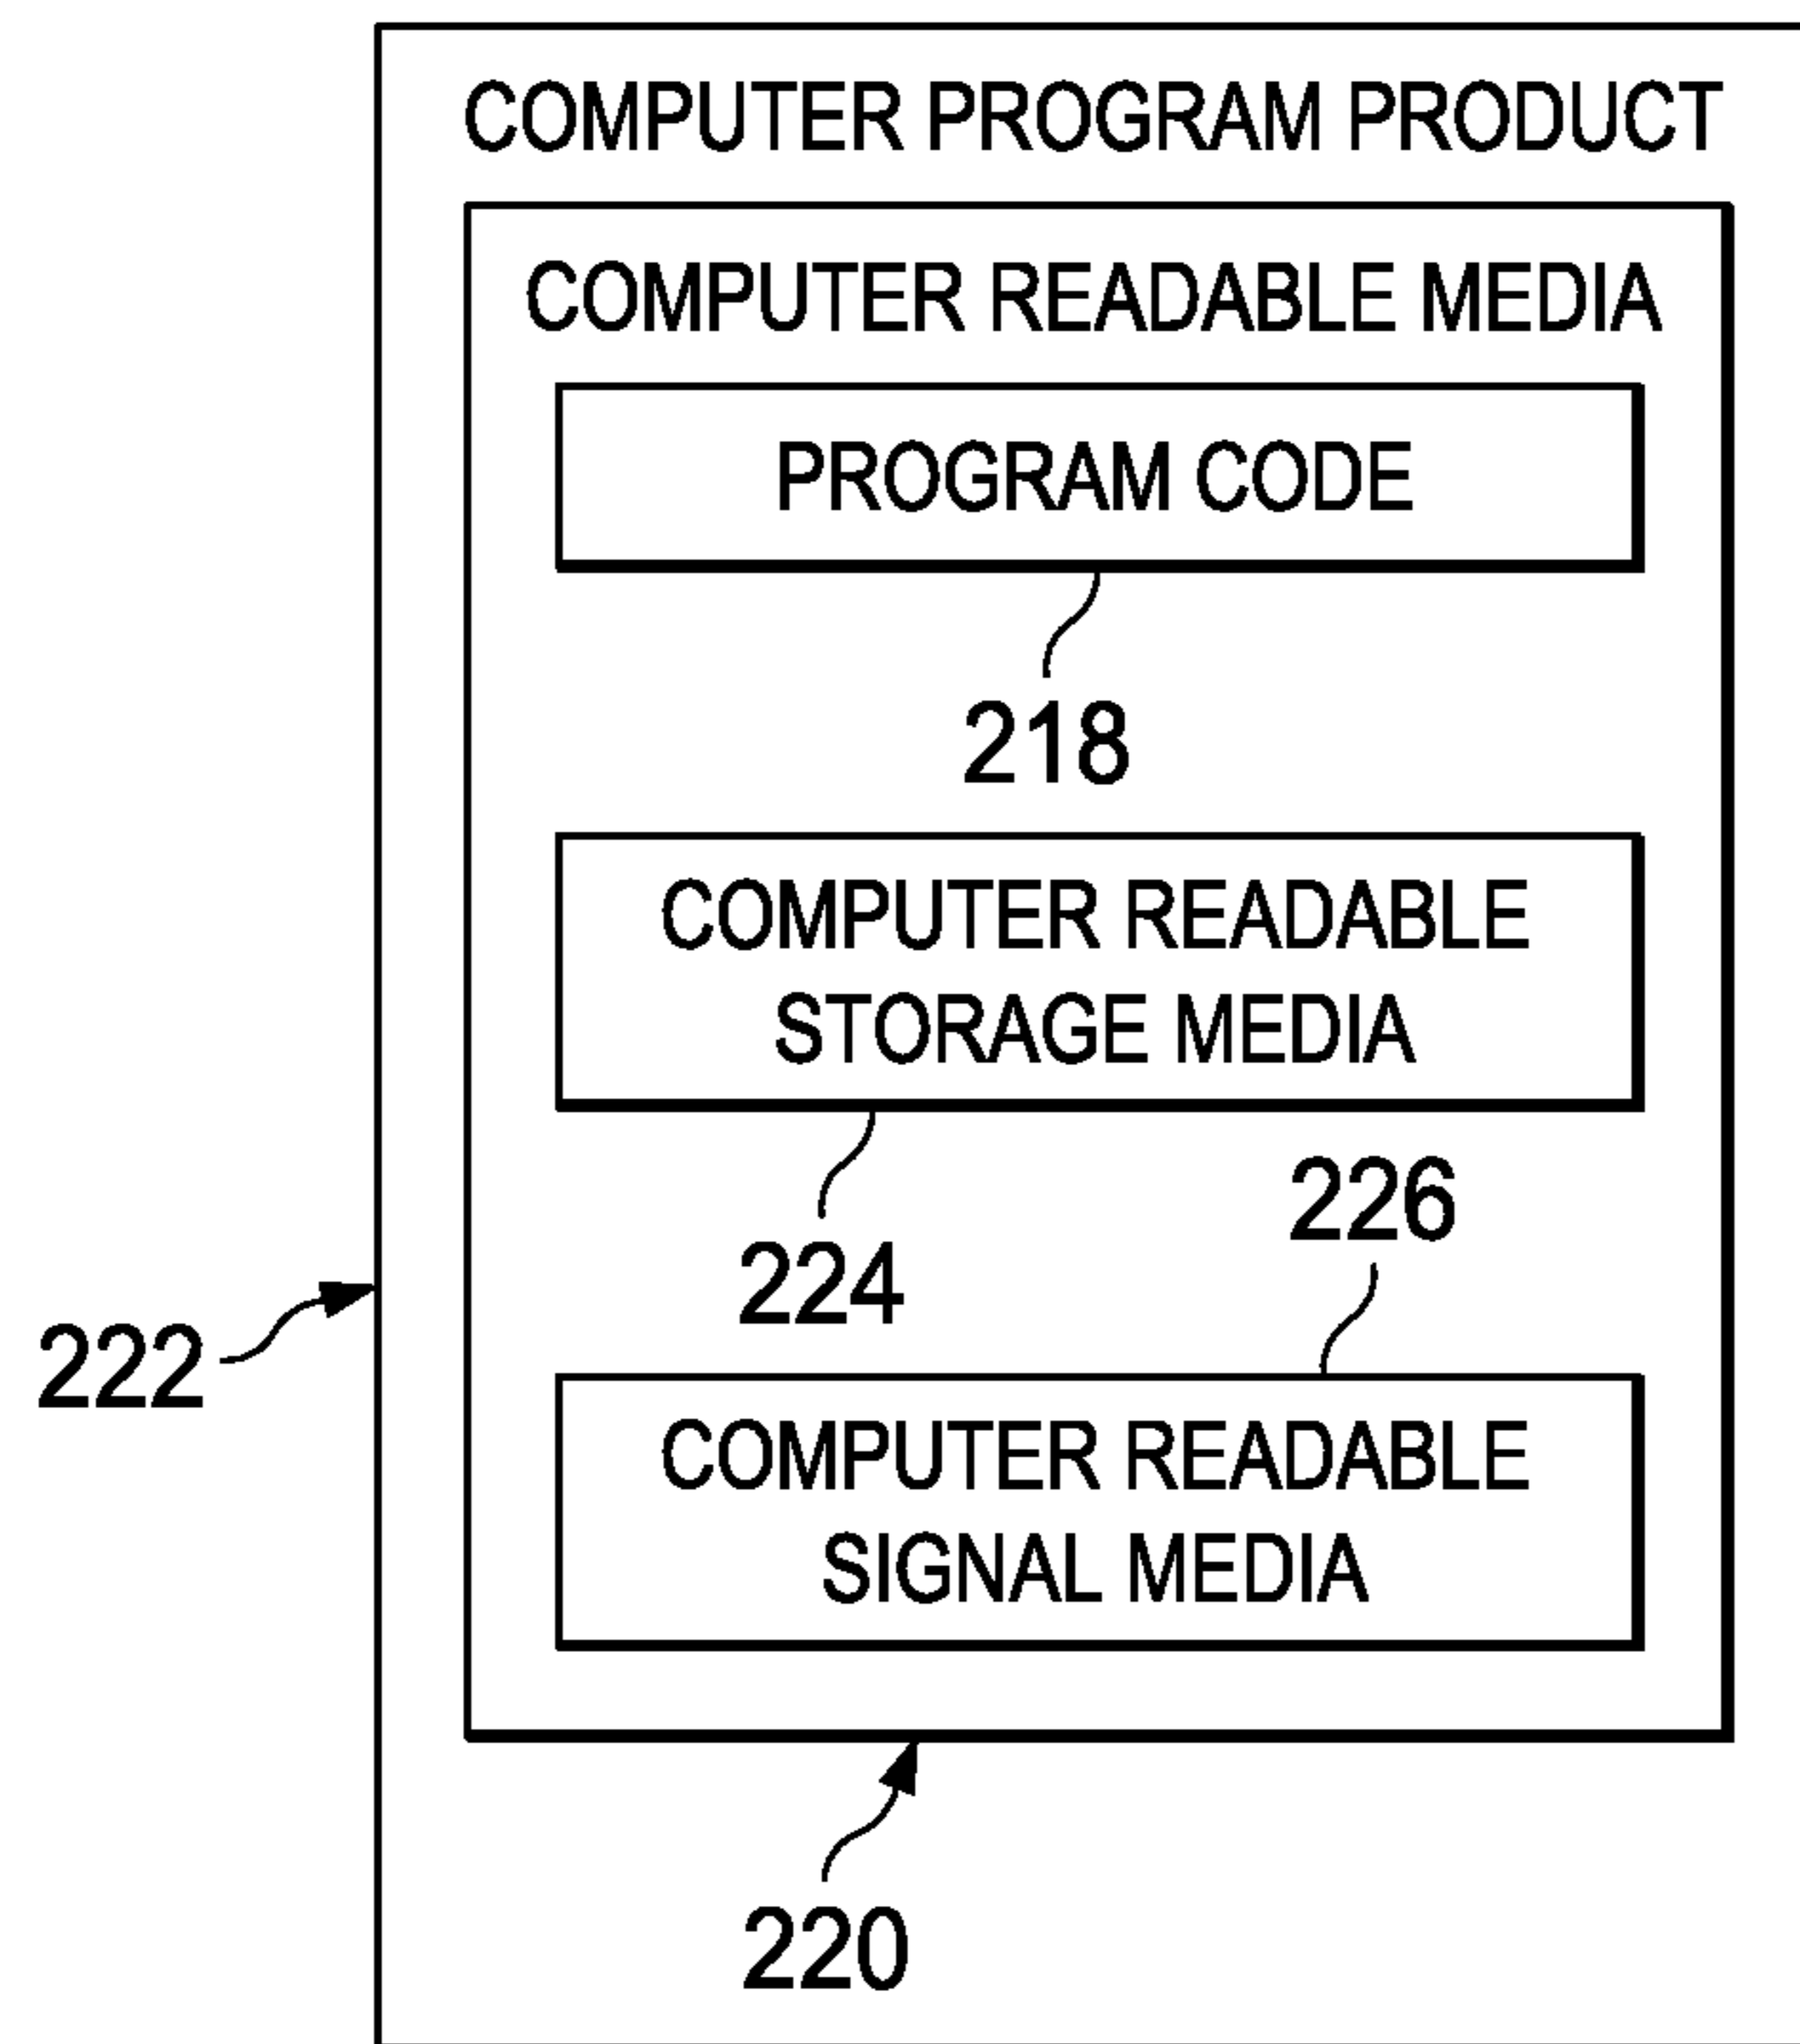 COMPUTER PROGRAM PRODUCT
COMPUTER READABLE MEDIA
PROGRAM CODE
218
COMPUTER READABLE
STORAGE MEDIA
224
226
222
COMPUTER READABLE
SIGNAL MEDIA
220